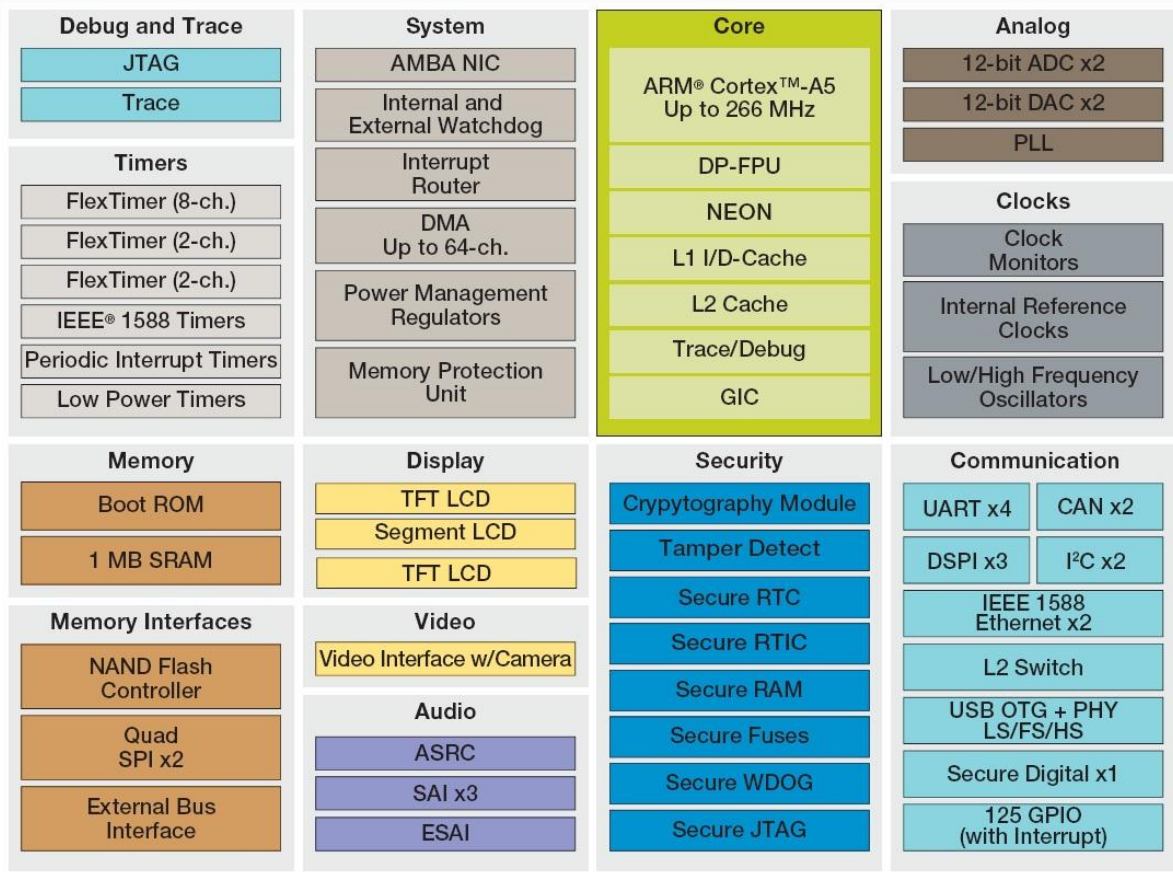 Debug and Trace
JTAG
Trace
Timers
FlexTimer (8-ch.)
FlexTimer (2-ch.)
FlexTimer (2-ch.)
IEEE® 1588 Timers
Periodic Interrupt Timers
Low Power Timers
System
AMBA NIC
Internal and
External Watchdog
Interrupt
Router
DMA
Up to 64-ch.
Power Management
Regulators
Memory Protection
Unit
Core
ARM® Cortex™-A5
Up to 266 MHz
DP-FPU
NEON
L1 I/D-Cache
L2 Cache
Trace/Debug
GIC
Analog
12-bit ADC x2
12-bit DAC x2
PLL
Clocks
Clock
Monitors
Internal Reference
Clocks
Low/High Frequency
Oscillators
Memory
Boot ROM
1 MB SRAM
Memory Interfaces
NAND Flash
Controller
Quad
SPI x2
External Bus
Interface
Display
TFT LCD
Segment LCD
TFT LCD
Video
Video Interface w/Camera
Audio
ASRC
SAI x3
ESAI
Security
Crypytography Module
Tamper Detect
Secure RTC
Secure RTIC
Secure RAM
Secure Fuses
Secure WDOG
Secure JTAG
Communication
UART x4
CAN x2
DSPI x3
I²C x2
IEEE 1588
Ethernet x2
L2 Switch
USB OTG + PHY
LS/FS/HS
Secure Digital x1
125 GPIO
(with Interrupt)